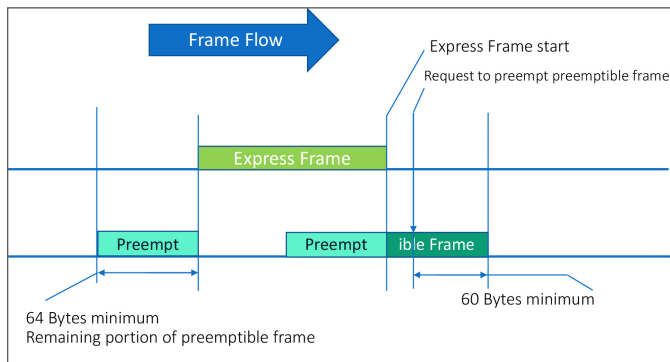 Frame Flow
Express Frame start
Request to preempt preemptible frame
Express Frame
Preempt
Preempt
ible Frame
64 Bytes minimum
Remaining portion of preemptible frame
60 Bytes minimum